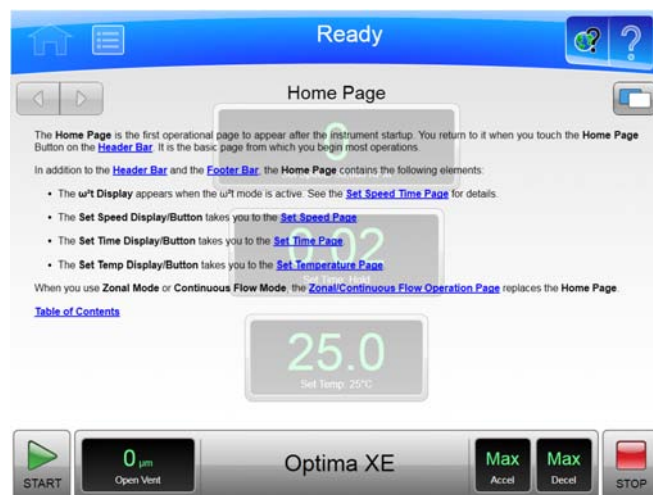 Ready
Home Page
0
The Home Page is the first operational page to appear after the instrument startup. You return to it when you touch the Home Page
Button on the Header Bar. It is the basic page from which you begin most operations.
In addition to the Header Bar and the Footer Bar, the Home Page contains the following elements:
• The ω²t Display appears when the ω²t mode is active. See the Set Speed Time Page for details.
• The Set Speed Display/Button takes you to the Set Speed Page
• The Set Time Display/Button takes you to the Set Time Page
0:02
• The Set Temp Display/Button takes you to the Set Temperature Page
Set Time: Hold
When you use Zonal Mode or Continuous Flow Mode, the Zonal/Continuous Flow Operation Page replaces the Home Page.
Table of Contents
25.0
Set Temp: 25°C
START
0 µm
Open Vent
Optima XE
Max
Accel
Max
Decel
STOP